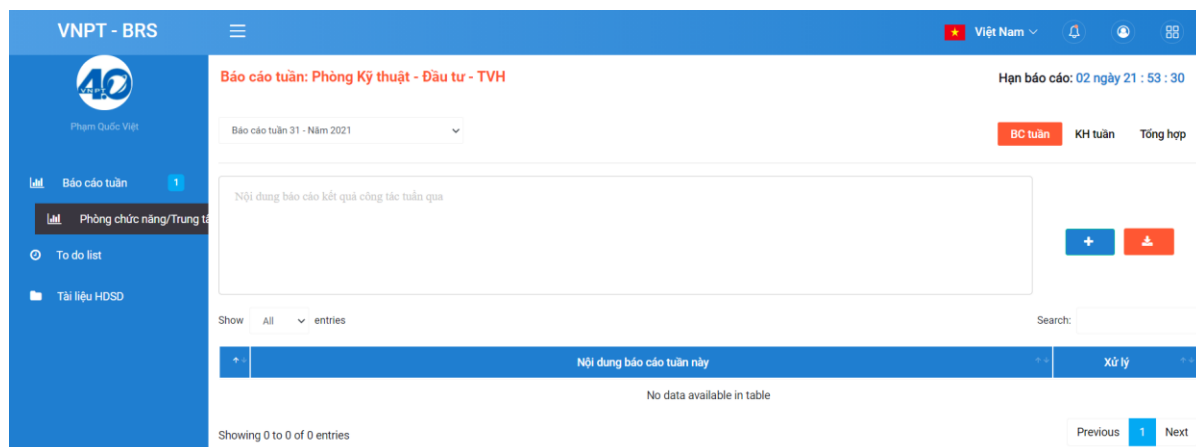 VNPT - BRS
Việt Nam
VNPT 4.0
Phạm Quốc Việt
Báo cáo tuần: Phòng Kỹ thuật - Đầu tư - TVH
Hạn báo cáo: 02 ngày 21 : 53 : 30
Báo cáo tuần 31 - Năm 2021
BC tuần
KH tuần
Tổng hợp
Báo cáo tuần
1
Phòng chức năng/Trung tâ
To do list
Tài liệu HDSD
Nội dung báo cáo kết quả công tác tuần qua
Show All entries
Search:
Nội dung báo cáo tuần này
Xử lý
No data available in table
Showing 0 to 0 of 0 entries
Previous 1 Next